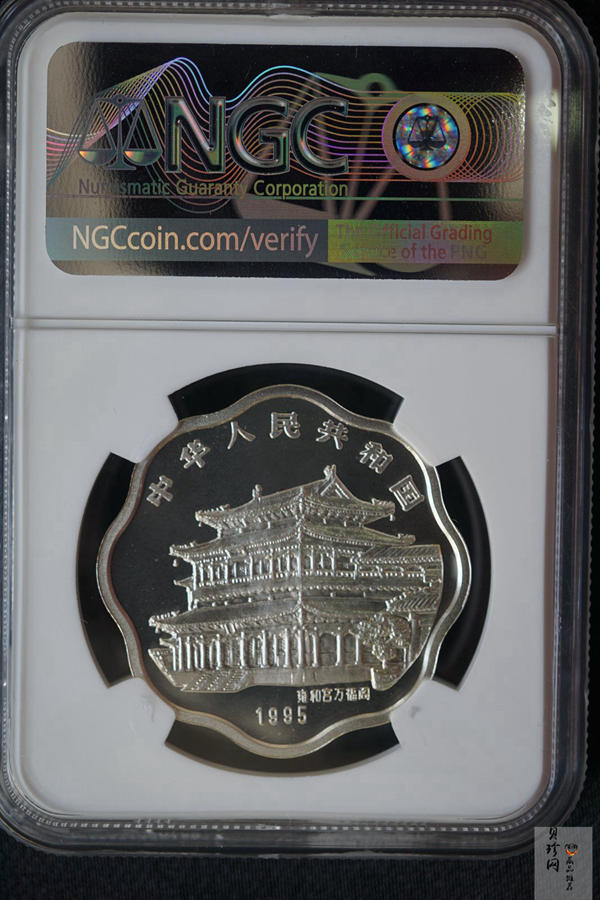 NGC
Numismatic Guaranty Corporation
NGCcoin.com/verify
The Official Grading
Service of the PNG
中华人民共和国
雍和宫万福阁
1995
贝珍网